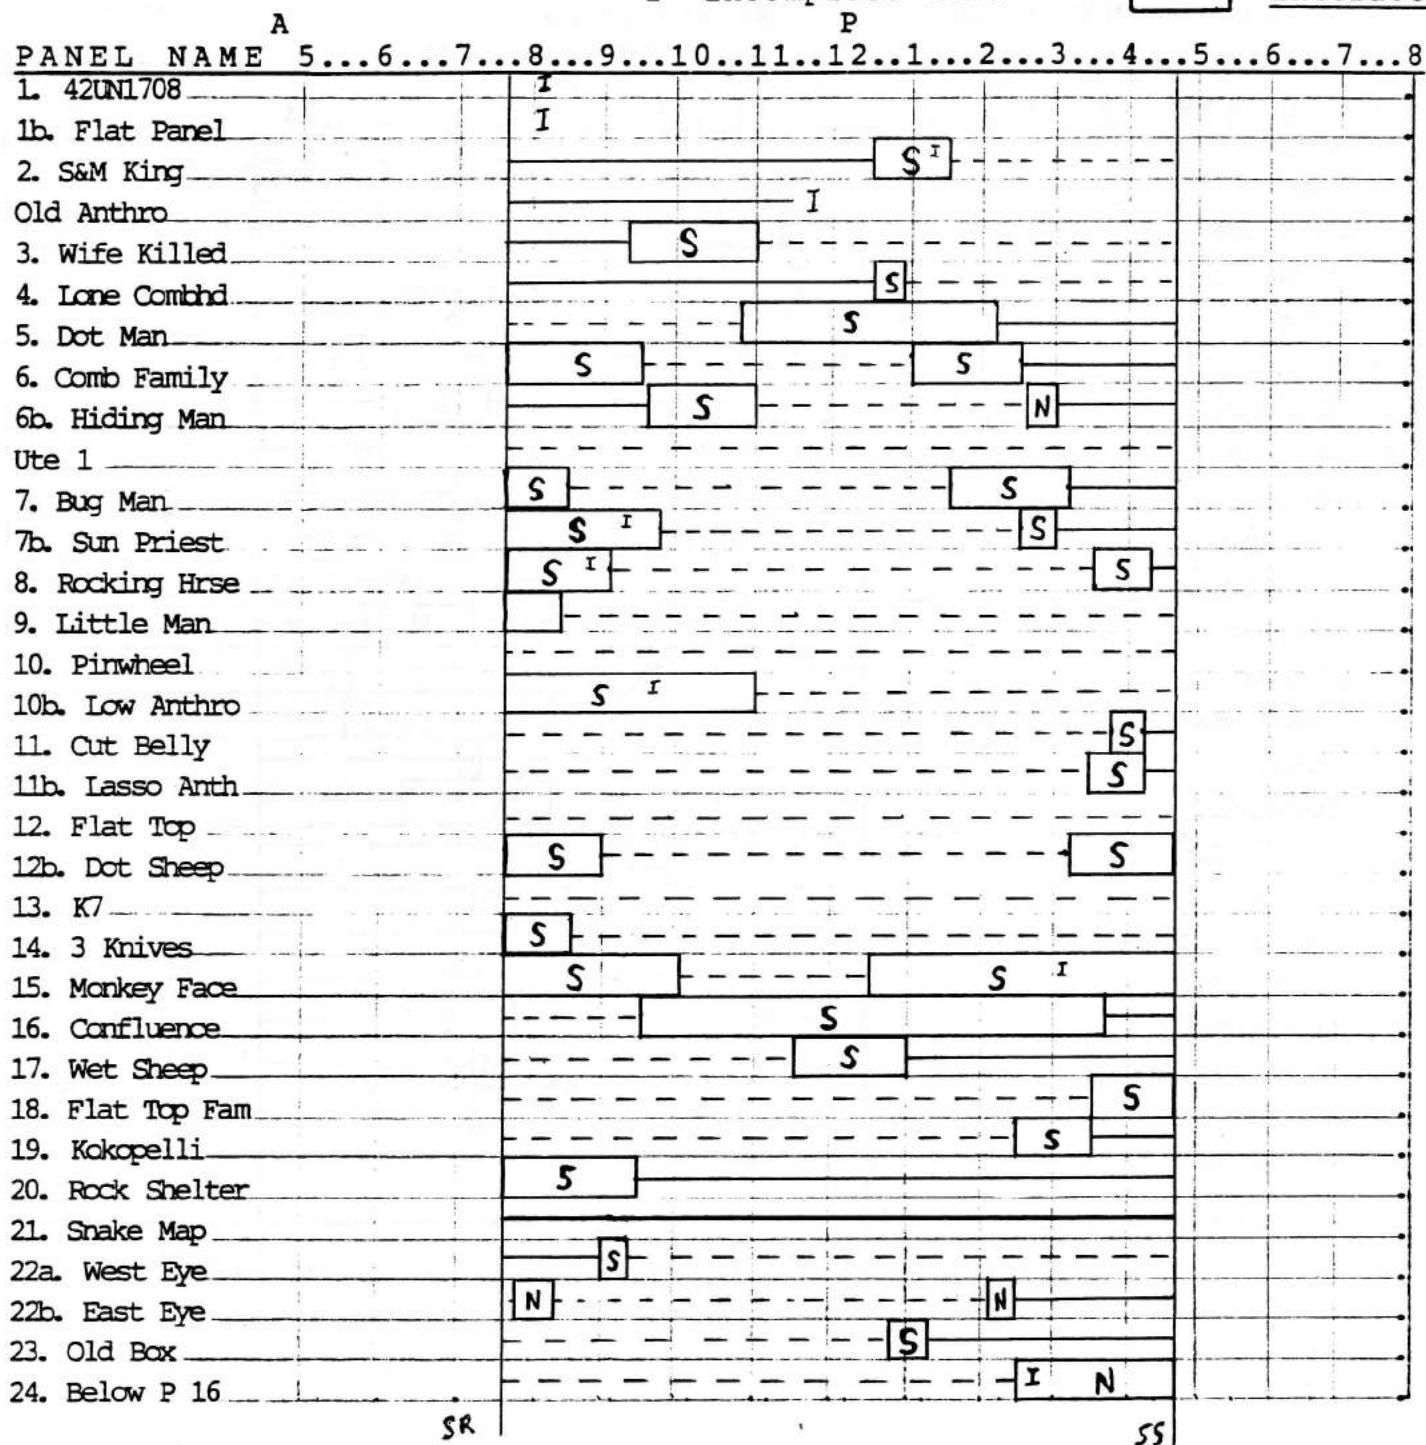 A P
PANEL NAME 5...6...7...8...9...10...11...12...1...2...3...4...5...6...7...8
1. 42UN1708 I
1b. Flat Panel I
2. S&M King S I
Old Anthro I
3. Wife Killed S
4. Lone Combhd S
5. Dot Man S
6. Comb Family S S
6b. Hiding Man S N
Ute 1
7. Bug Man S S
7b. Sun Priest S I S
8. Rocking Hrse S I S
9. Little Man
10. Pinwheel
10b. Low Anthro S I
11. Cut Belly S
11b. Lasso Anth S
12. Flat Top
12b. Dot Sheep S S
13. K7
14. 3 Knives S
15. Monkey Face S S I
16. Confluence S
17. Wet Sheep S
18. Flat Top Fam S
19. Kokopelli S
20. Rock Shelter S
21. Snake Map
22a. West Eye S
22b. East Eye N N
23. Old Box S
24. Below P 16 I N
SR SS